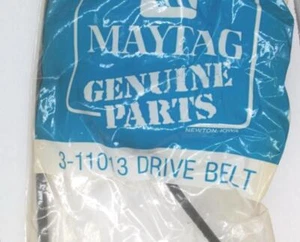 MAYTAG
GENUINE
PARTS
NEWTON, IOWA
3-11013 DRIVE BELT